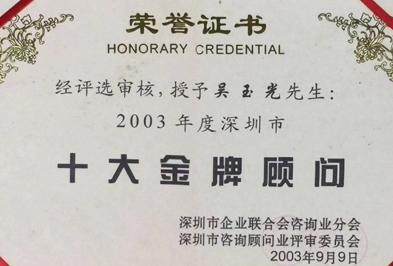 荣誉证书
HONORARY CREDENTIAL
经评选审核,授予吴玉光先生:
2003年度深圳市
十大金牌顾问
深圳市企业联合会咨询业分会
深圳市咨询顾问业评审委员会
2003年9月9日